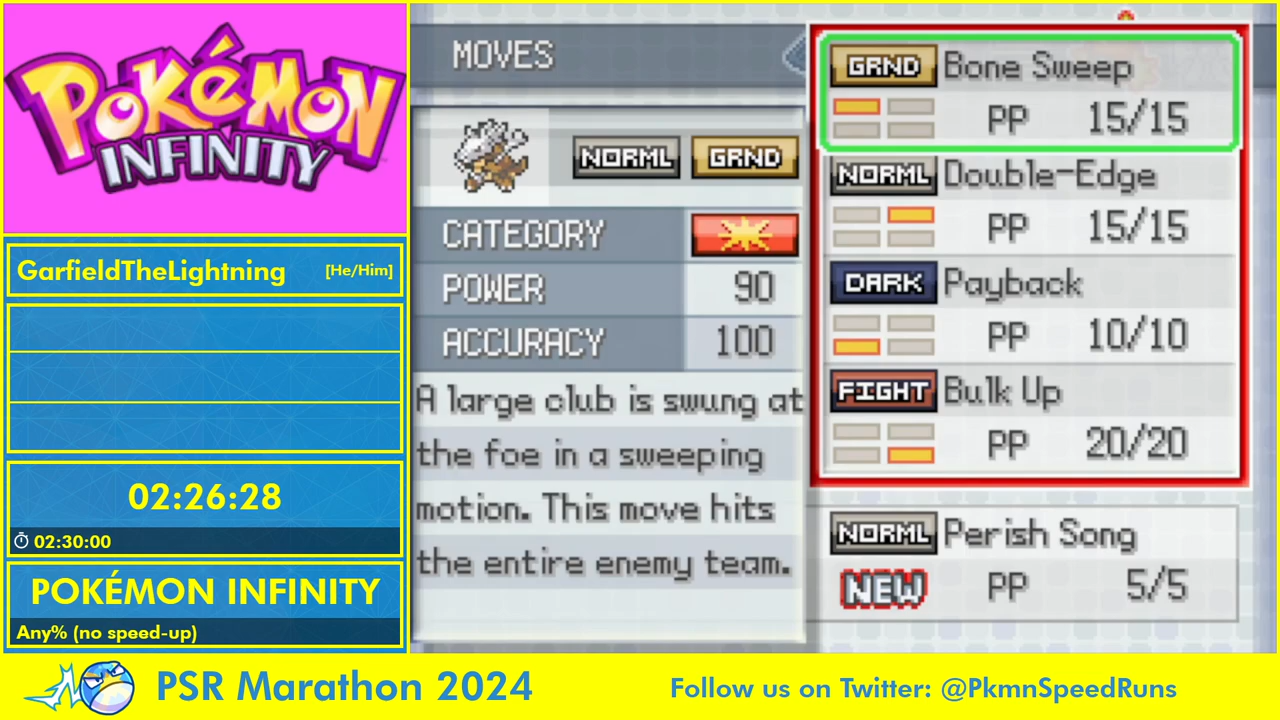 POKéMON
INFINITY
GarfieldTheLightning [He/Him]
02:26:28
02:30:00
POKÉMON INFINITY
Any% (no speed-up)
MOVES
NORML GRND
CATEGORY
POWER 90
ACCURACY 100
A large club is swung at
the foe in a sweeping
motion. This move hits
the entire enemy team.
GRND Bone Sweep
PP 15/15
NORML Double-Edge
PP 15/15
DARK Payback
PP 10/10
FIGHT Bulk Up
PP 20/20
NORML Perish Song
NEW PP 5/5
PSR Marathon 2024
Follow us on Twitter: @PkmnSpeedRuns